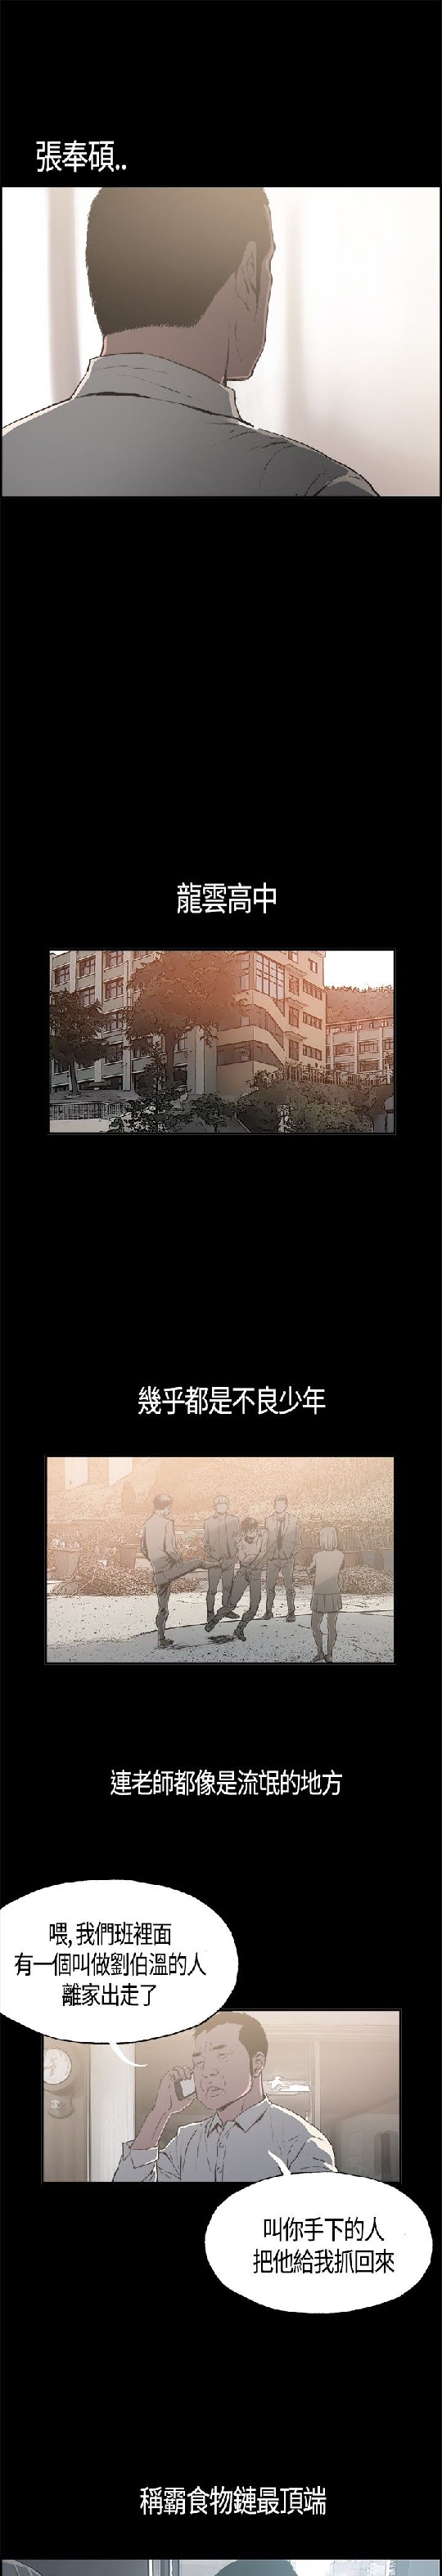 張奉碩..
龍雲高中
幾乎都是不良少年
連老師都像是流氓的地方
喂,我們班裡面
有一個叫做劉伯溫的人
離家出走了
叫你手下的人
把他給我抓回來
稱霸食物鏈最頂端